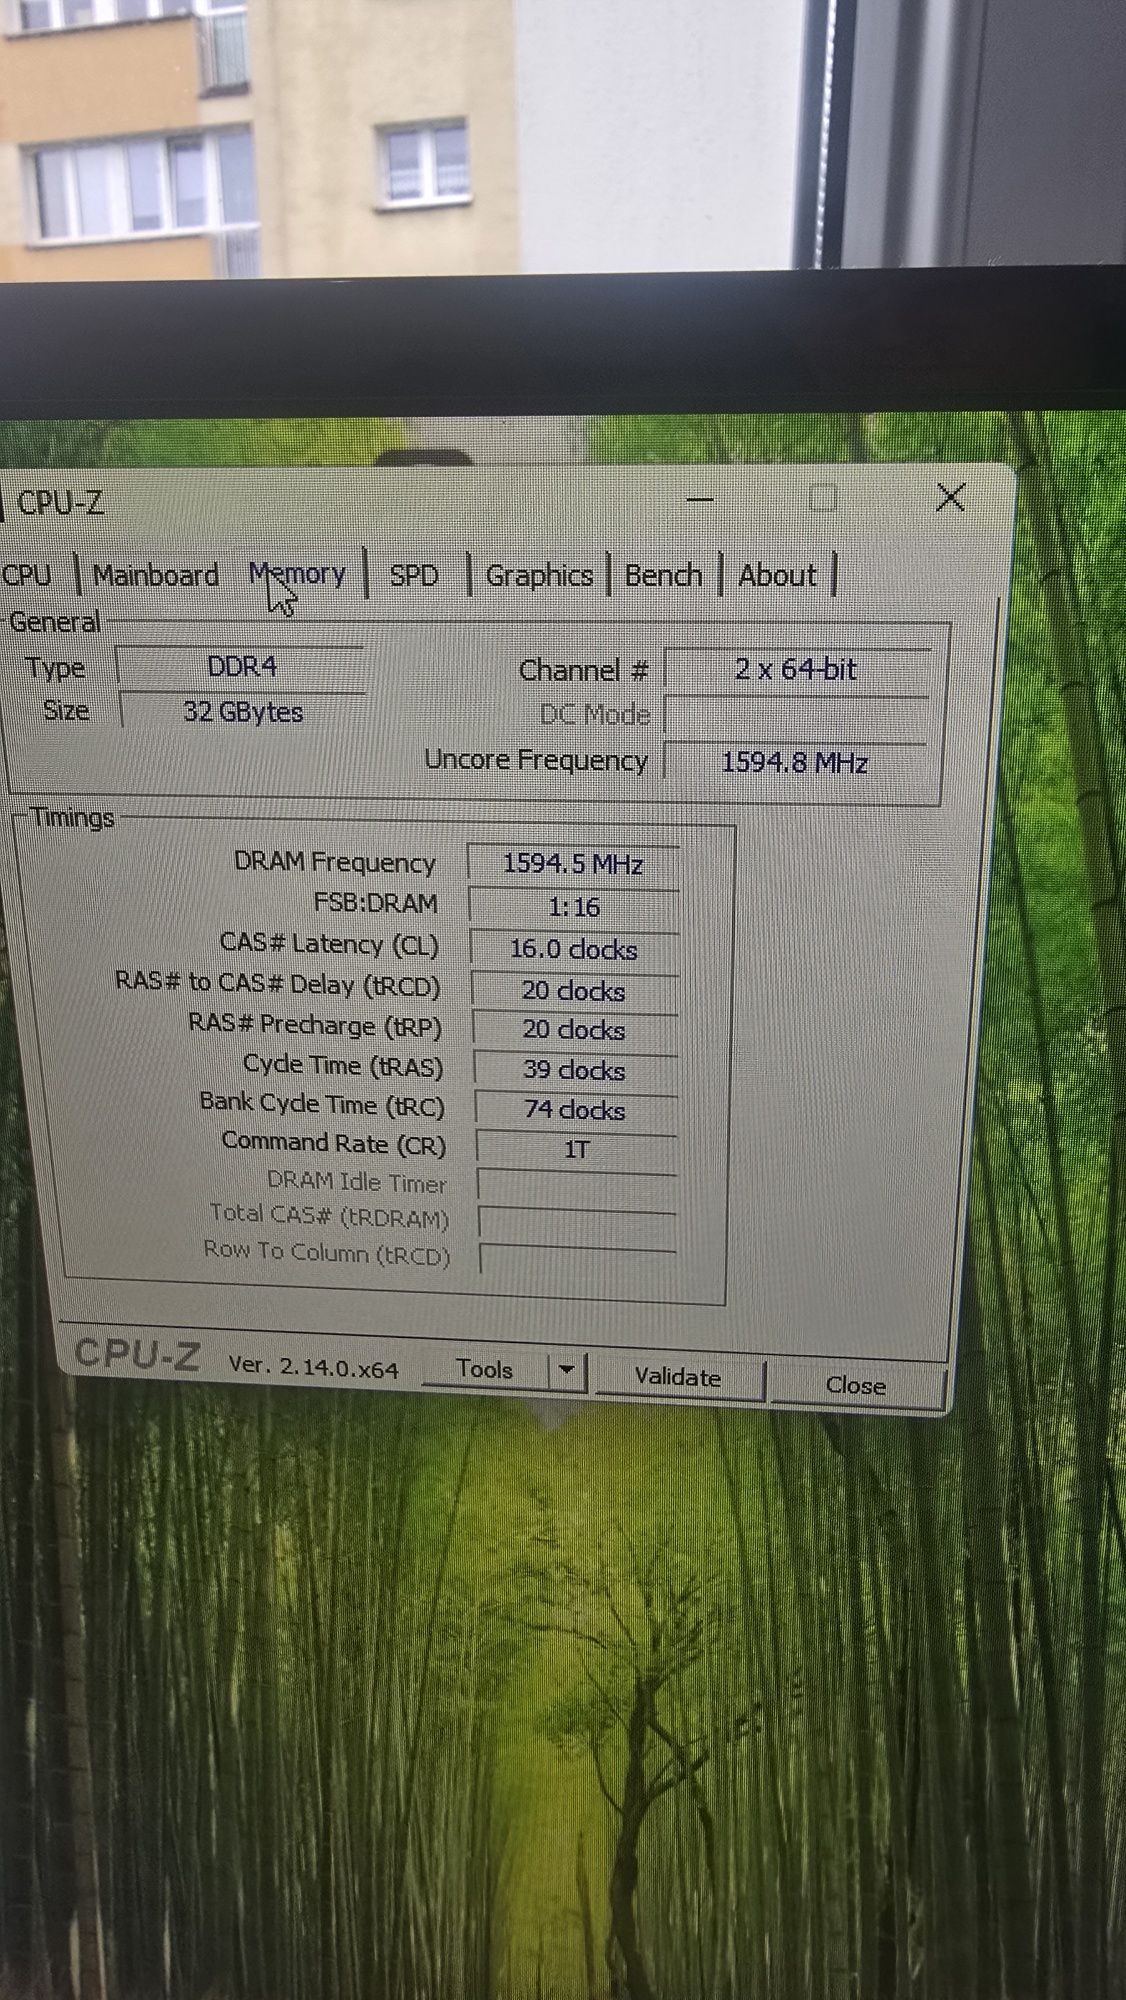 CPU-Z
CPU Mainboard Memory SPD Graphics Bench About
General
Type DDR4 Channel # 2 x 64-bit
Size 32 GBytes DC Mode
Uncore Frequency 1594.8 MHz
Timings
DRAM Frequency 1594.5 MHz
FSB:DRAM 1:16
CAS# Latency (CL) 16.0 clocks
RAS# to CAS# Delay (tRCD) 20 clocks
RAS# Precharge (tRP) 20 clocks
Cycle Time (tRAS) 39 clocks
Bank Cycle Time (tRC) 74 clocks
Command Rate (CR) 1T
DRAM Idle Timer
Total CAS# (tRDRAM)
Row To Column (tRCD)
CPU-Z Ver. 2.14.0.x64 Tools Validate Close